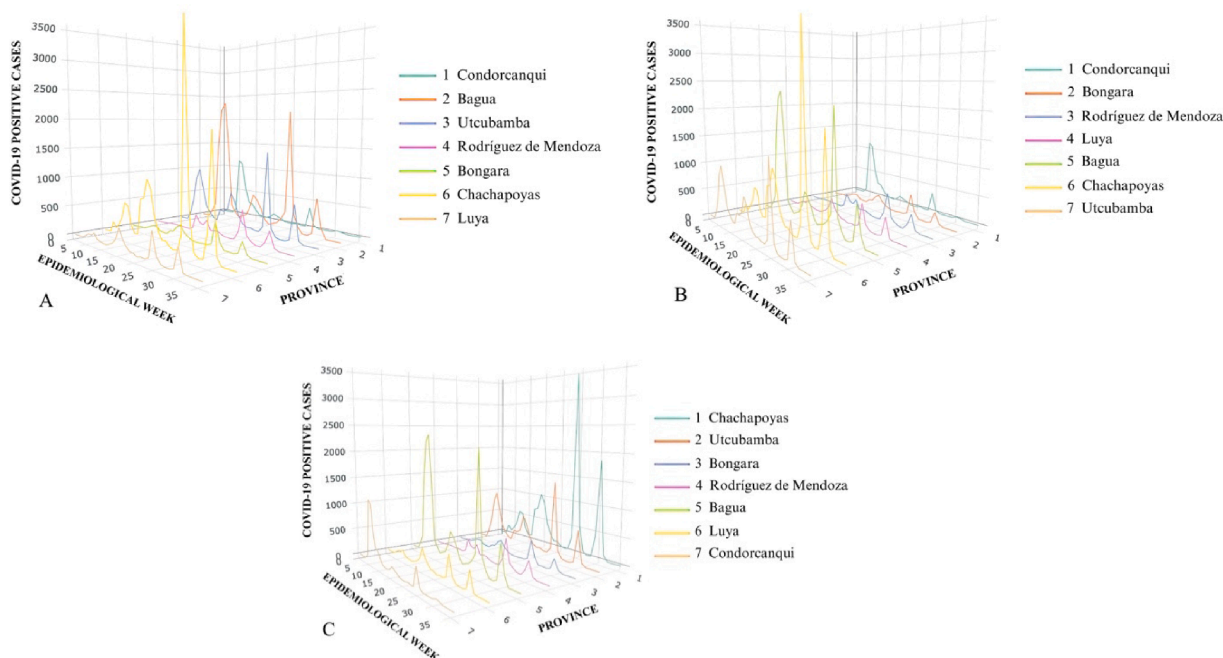 3500
3000
2500
2000
1500
1000
500
0
COVID-19 POSITIVE CASES
0
5
10
15
20
25
30
35
EPIDEMIOLOGICAL WEEK
7
6
5
4
3
2
1
PROVINCE
A
1 Condorcanqui
2 Bagua
3 Utcubamba
4 Rodríguez de Mendoza
5 Bongara
6 Chachapoyas
7 Luya
3500
3000
2500
2000
1500
1000
500
0
COVID-19 POSITIVE CASES
0
5
10
15
20
25
30
35
EPIDEMIOLOGICAL WEEK
7
6
5
4
3
2
1
PROVINCE
B
1 Condorcanqui
2 Bongara
3 Rodríguez de Mendoza
4 Luya
5 Bagua
6 Chachapoyas
7 Utcubamba
3500
3000
2500
2000
1500
1000
500
0
COVID-19 POSITIVE CASES
0
5
10
15
20
25
30
35
EPIDEMIOLOGICAL WEEK
7
6
5
4
3
2
1
PROVINCE
C
1 Chachapoyas
2 Utcubamba
3 Bongara
4 Rodríguez de Mendoza
5 Bagua
6 Luya
7 Condorcanqui